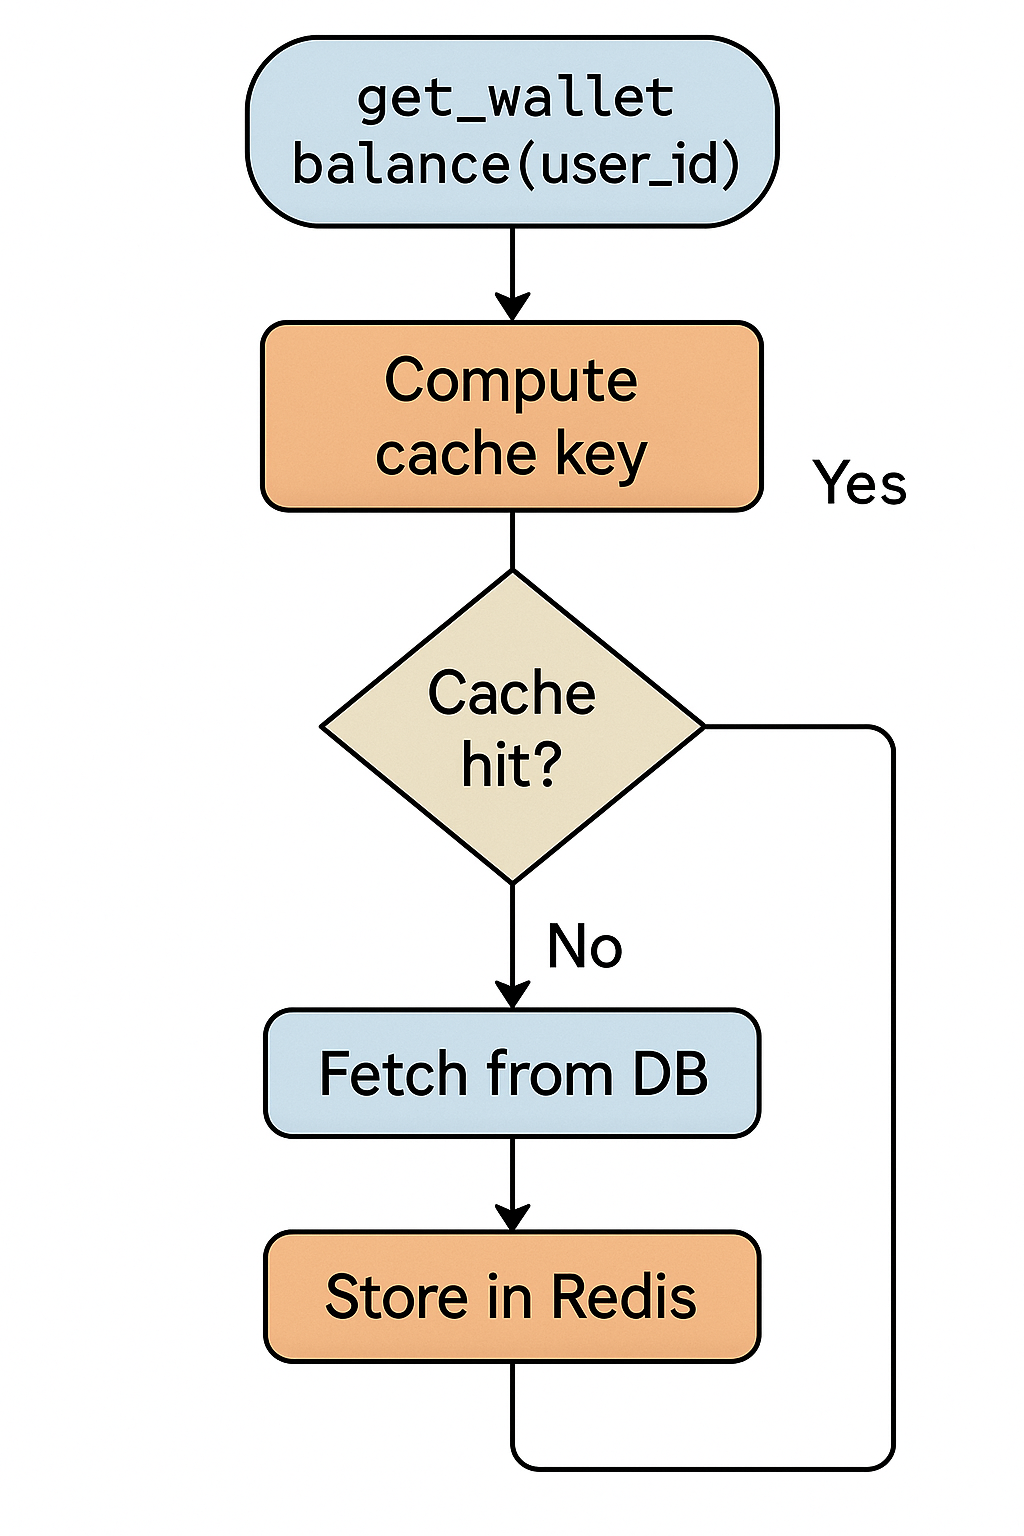 get_wallet
balance(user_id)
Compute
cache key
Yes
Cache
hit?
No
Fetch from DB
Store in Redis